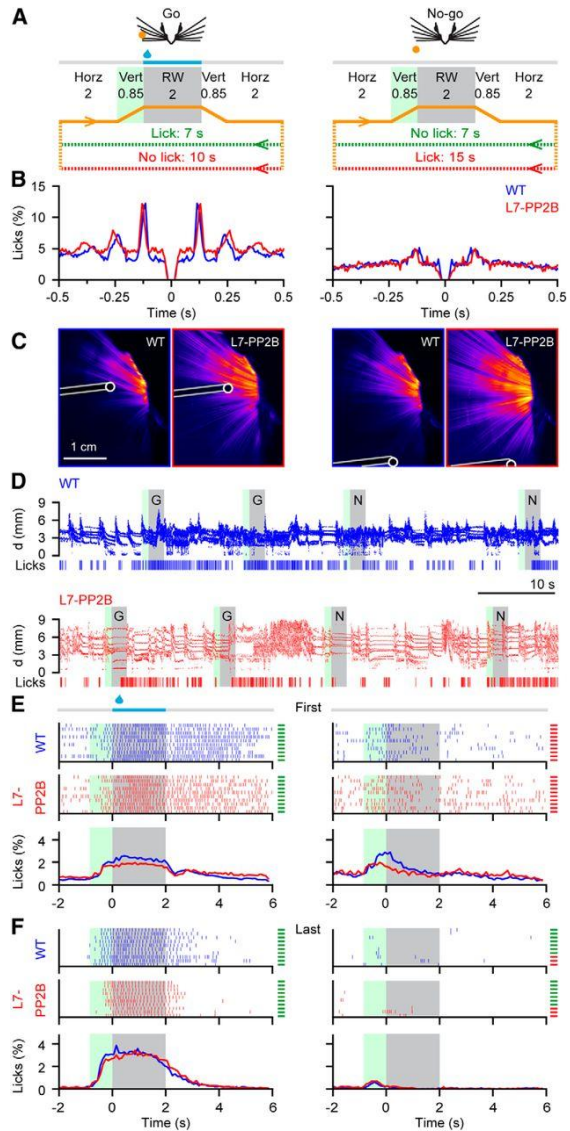 A
Go
No-go
Horz Vert RW Vert Horz
2 0.85 2 0.85 2
Horz Vert RW Vert Horz
2 0.85 2 0.85 2
Lick: 7 s
No lick: 10 s
No lick: 7 s
Lick: 15 s
B
Licks (%)
15
10
5
0
-0.5 -0.25 0 0.25 0.5
Time (s)
WT
L7-PP2B
-0.5 -0.25 0 0.25 0.5
Time (s)
C
WT
L7-PP2B
WT
L7-PP2B
1 cm
D
WT
d (mm)
9
6
3
0
G G N N
Licks
10 s
L7-PP2B
d (mm)
9
6
3
0
G G N N
Licks
E
First
WT
L7-
PP2B
Licks (%)
4
2
0
-2 0 2 4 6
-2 0 2 4 6
F
Last
WT
L7-
PP2B
Licks (%)
4
2
0
-2 0 2 4 6
Time (s)
-2 0 2 4 6
Time (s)